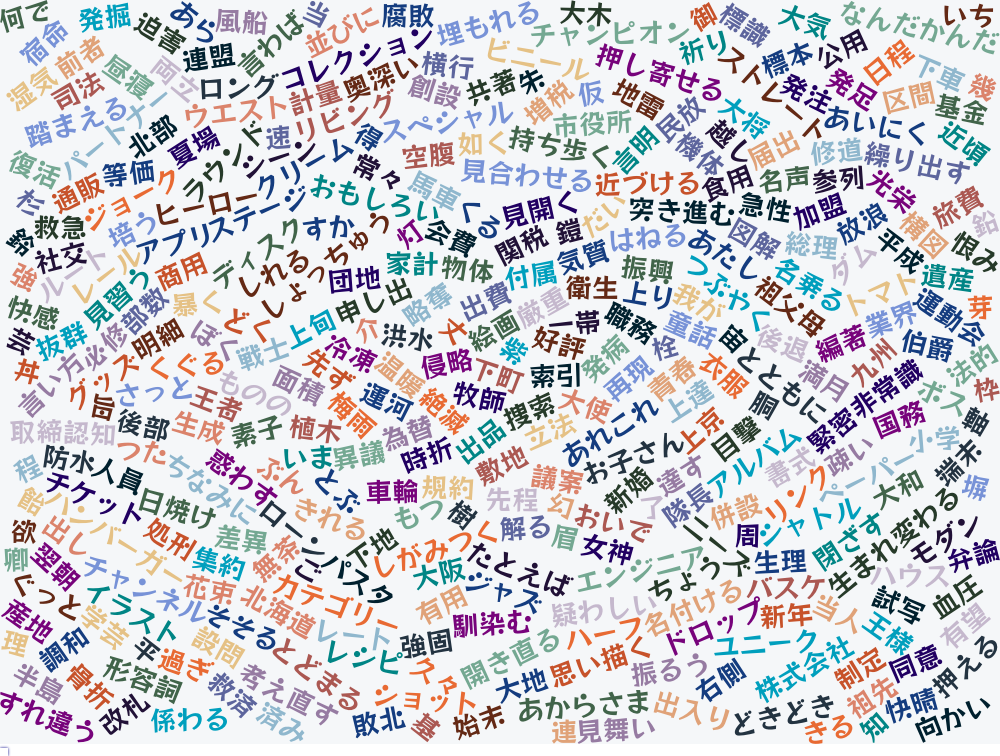 何で
発掘
あら
風船
当
腐敗
大木
御
標識
大気
なんだかんだ
いち
宿命
前者
迫害
連盟
言わば
並びに
コレクション
埋もれる
チャンピオン
祈り
ストレート
標本
公用
日程
下車
幾
湿気
司法
昼寝
両立
ロング
奥深い
横行
ビニール
押し寄せる
発注
発足
区間
基金
踏まえる
パートナー
北部
ウエスト
計量
リビング
創設
共著
朱
増税
仮
地雷
民放
大将
あいにく
近頃
復活
夏場
ラウンド
速
シーン
得
スペシャル
如く
持ち歩く
市役所
言明
越し
届出
修道
繰り出す
杉
通販
等価
ジョーク
ヒーロー
クリーム
常々
空腹
見合わせる
近づける
機体
食用
名声
参列
光栄
旅費
鉛
救急
培う
アプリ
ステージ
おもしろい
馬車
くる
見開く
だい
突き進む
急性
加盟
放浪
横図
恨み
社交
ルート
レール
ディスク
すか
灯
会費
関税
鎧
はねる
あたし
図解
総理
ダム
平成
遺産
強
見習う
商用
しれる
しょっちゅう
団地
家計
物体
付属
気質
振興
つぶやく
名乗る
トマト
運動会
芽
快感
抜群
部数
暴く
どく
上旬
申し出
略奪
出費
厳重
衛生
上り
我が
祖父母
業界
伯爵
芸
必修
明細
ぼく
戦士
介
洪水
丈
絵画
紫
一帯
好評
職務
童話
宙
後退
編著
九州
法的
丼
言い方
グッズ
くぐる
先ず
冷凍
温暖
侵略
下町
索引
発病
栓
再現
青春
衣服
とともに
満月
非常識
ボス
枠
旨
さっと
王者
ものの
面積
梅雨
運河
絶滅
牧師
捜索
大使
あれこれ
上達
胴
緊密
国務
軸
取締
認知
後部
生成
素子
植木
異議
為替
時折
出品
立法
お子さん
上京
目撃
アルバム
書式
疎い
小学
端末
程
防水
人員
つた
ちなみに
惑わす
ぶんきれる
いま
とぶ
車輪
規約
先程
敷地
議案
幻
新婚
了
達す
隊長
併設
リング
ペーパー
大和
塀
飴
チケット
日焼け
ローン
もつ
樹
解る
眉
おいで
女神
ニーズ
周
シャトル
閉ざす
変わる
モダン
欲
出し
ハンバーガー
処刑
差異
集約
無
パスタ
下地
しがみつく
たとえば
エンジニア
ちょうど
生理
生まれ
弁論
卿
翌朝
チャンネル
花束
カテゴリー
大阪
ジャズ
疑わしい
名付ける
バスケ
ハウス
血圧
ぐっと
イラスト
そそる
北海道
レート
有用
馴染む
ハーフ
ドロップ
新年
当人
試写
有望
産地
学芸
設問
とどまる
レシピ
強固
開き直る
思い描く
振るう
ユニーク
王様
理
調和
平
過ぎ
考え直す
スター
ショット
大地
右側
株式会社
制定
同意
押える
半島
骨折
形容詞
救済
済み
敗北
基
始末
あからさま
出入り
どきどき
祖先
快晴
すれ違う
改札
係わる
連
見舞い
きる
知
向かい